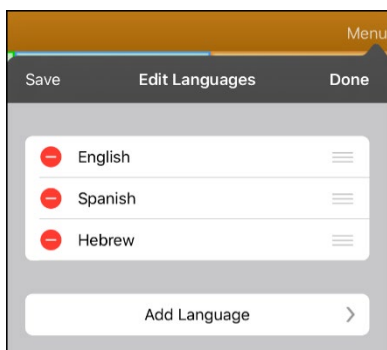 Menu
Save Edit Languages Done
English
Spanish
Hebrew
Add Language